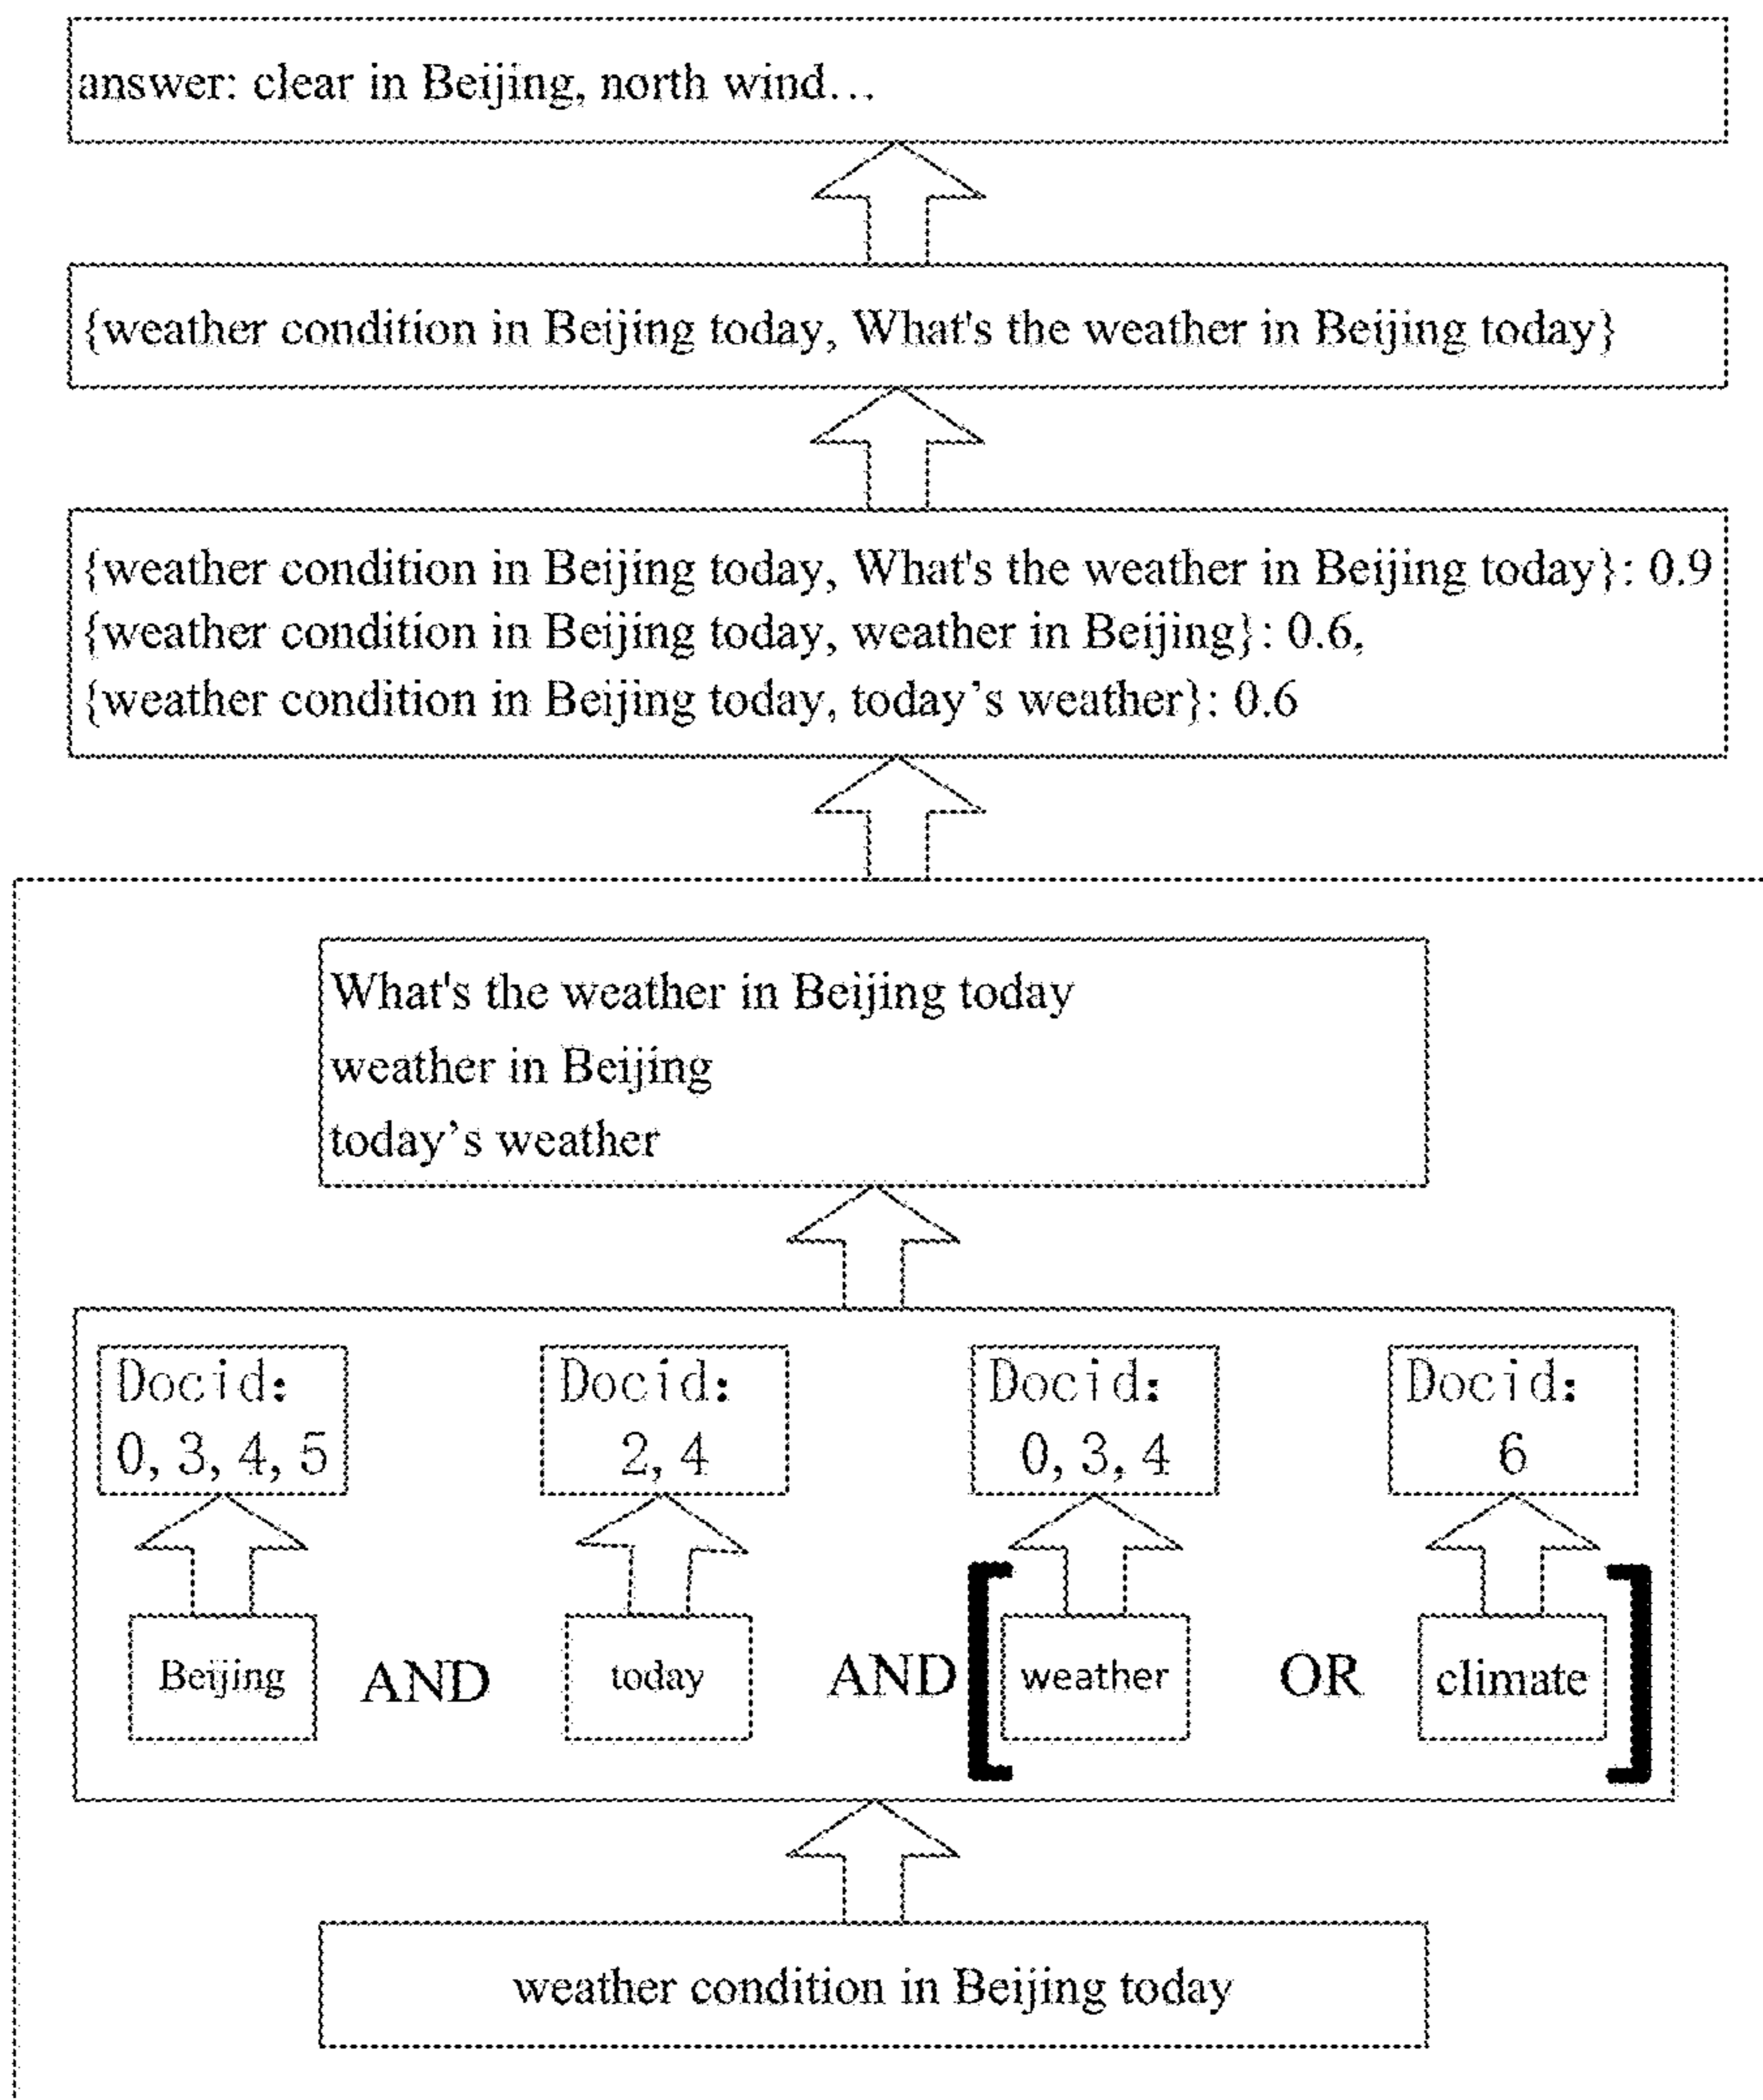 answer: clear in Beijing, north wind…
{weather condition in Beijing today, What's the weather in Beijing today}
{weather condition in Beijing today, What's the weather in Beijing today}: 0.9
{weather condition in Beijing today, weather in Beijing}: 0.6,
{weather condition in Beijing today, today’s weather}: 0.6
What's the weather in Beijing today
weather in Beijing
today’s weather
Docid:
0, 3, 4, 5
Docid:
2, 4
Docid:
0, 3, 4
Docid:
6
Beijing AND today AND [ weather OR climate ]
weather condition in Beijing today